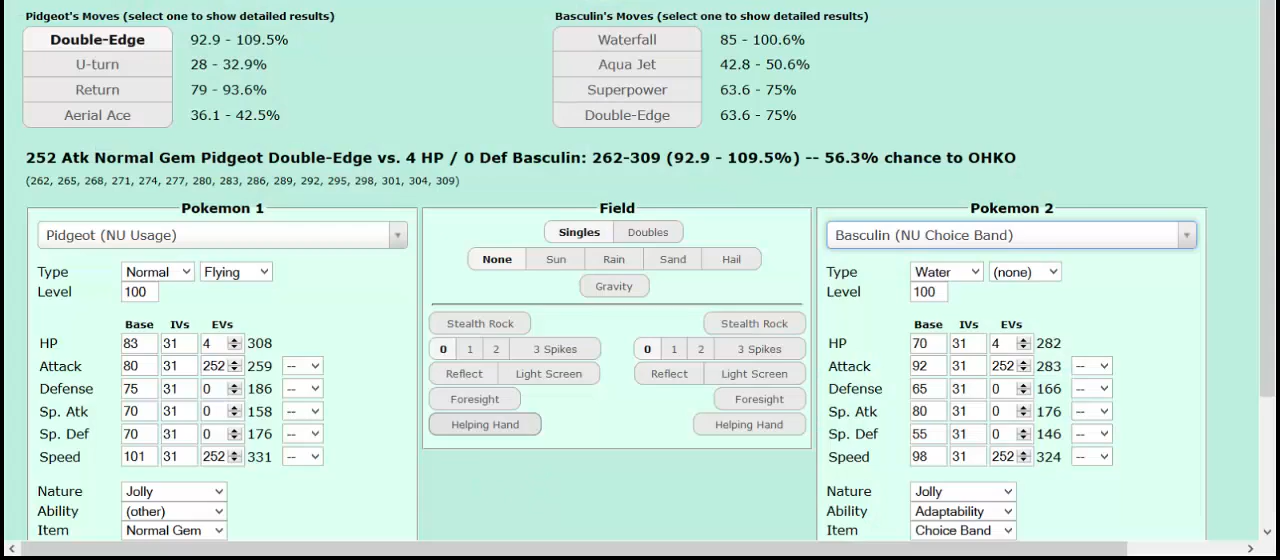 Pidgeot's Moves (select one to show detailed results)
Double-Edge 92.9 - 109.5%
U-turn 28 - 32.9%
Return 79 - 93.6%
Aerial Ace 36.1 - 42.5%
Basculin's Moves (select one to show detailed results)
Waterfall 85 - 100.6%
Aqua Jet 42.8 - 50.6%
Superpower 63.6 - 75%
Double-Edge 63.6 - 75%
252 Atk Normal Gem Pidgeot Double-Edge vs. 4 HP / 0 Def Basculin: 262-309 (92.9 - 109.5%) -- 56.3% chance to OHKO
(262, 265, 268, 271, 274, 277, 280, 283, 286, 289, 292, 295, 298, 301, 304, 309)
Pokemon 1
Pidgeot (NU Usage)
Type Normal Flying
Level 100
Base IVs EVs
HP 83 31 4 308
Attack 80 31 252 259 --
Defense 75 31 0 186 --
Sp. Atk 70 31 0 158 --
Sp. Def 70 31 0 176 --
Speed 101 31 252 331 --
Nature Jolly
Ability (other)
Item Normal Gem
Field
Singles Doubles
None Sun Rain Sand Hail
Gravity
Stealth Rock Stealth Rock
0 1 2 3 Spikes 0 1 2 3 Spikes
Reflect Light Screen Reflect Light Screen
Foresight Foresight
Helping Hand Helping Hand
Pokemon 2
Basculin (NU Choice Band)
Type Water (none)
Level 100
Base IVs EVs
HP 70 31 4 282
Attack 92 31 252 283 --
Defense 65 31 0 166 --
Sp. Atk 80 31 0 176 --
Sp. Def 55 31 0 146 --
Speed 98 31 252 324 --
Nature Jolly
Ability Adaptability
Item Choice Band